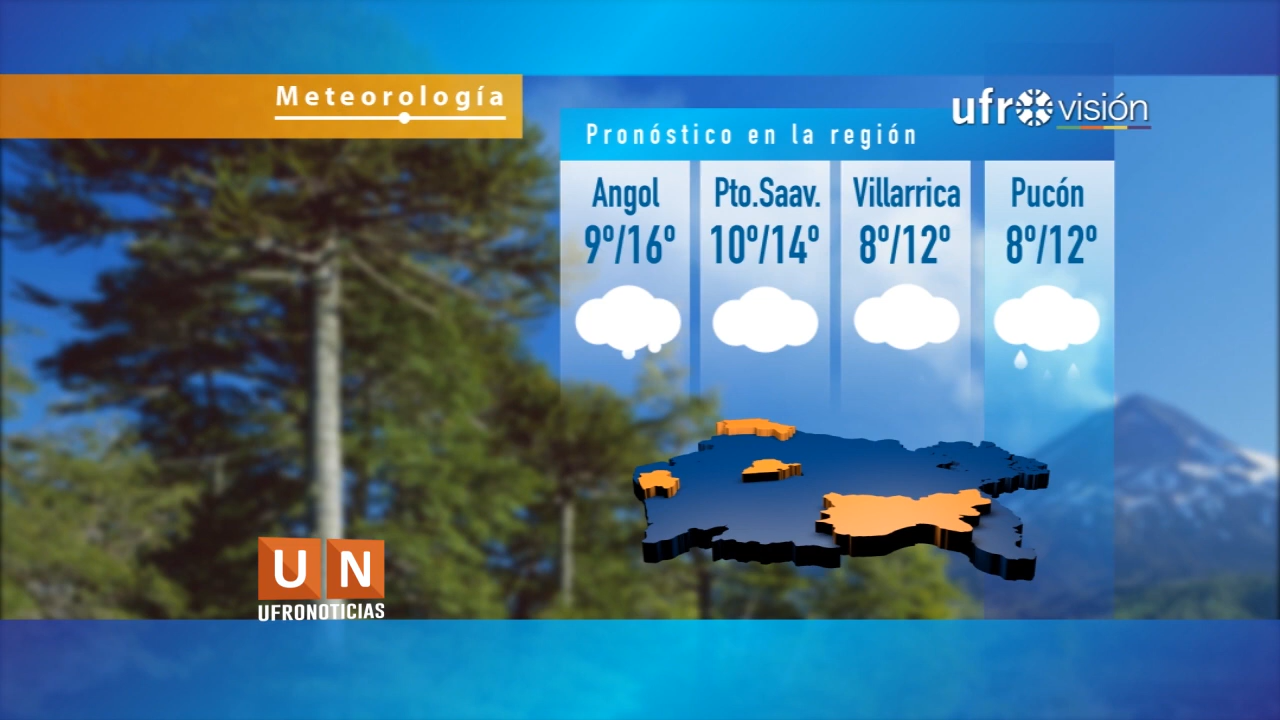 Meteorología
ufrovisión
Pronóstico en la región
Angol
9º/16º
Pto.Saav.
10º/14º
Villarrica
8º/12º
Pucón
8º/12º
UN
UFRONOTICIAS